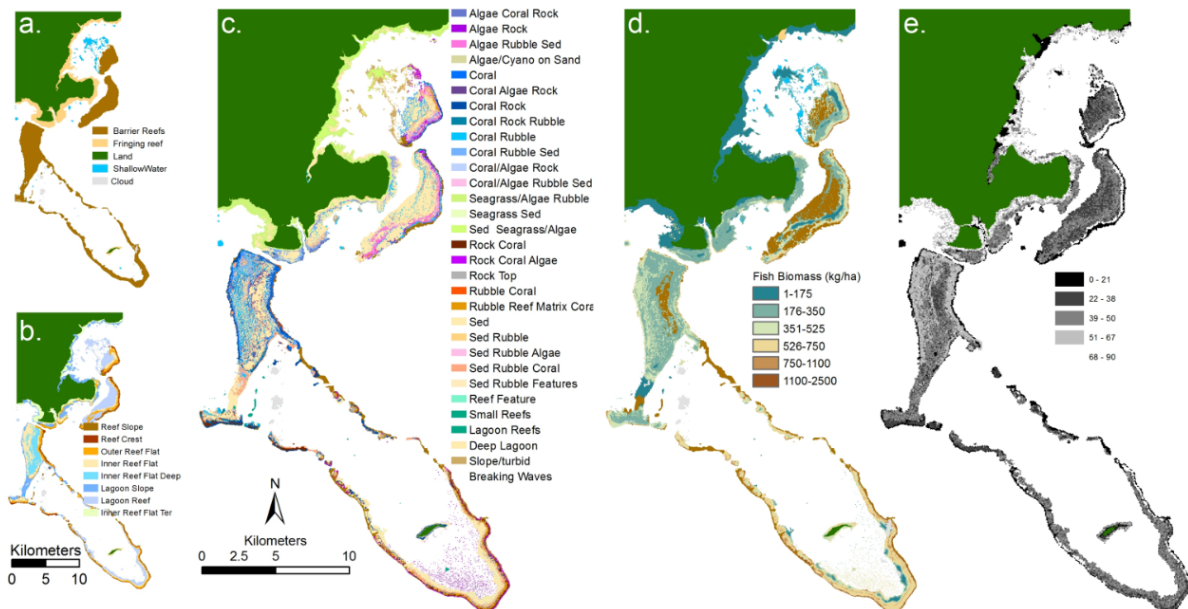 a.
Barrier Reefs
Fringing reef
Land
ShallowWater
Cloud
b.
Reef Slope
Reef Crest
Outer Reef Flat
Inner Reef Flat
Inner Reef Flat Deep
Lagoon Slope
Lagoon Reef
Inner Reef Flat Ter
Kilometers
0 5 10
c.
Algae Coral Rock
Algae Rock
Algae Rubble Sed
Algae/Cyano on Sand
Coral
Coral Algae Rock
Coral Rock
Coral Rock Rubble
Coral Rubble
Coral Rubble Sed
Coral/Algae Rock
Coral/Algae Rubble Sed
Seagrass/Algae Rubble
Seagrass Sed
Sed Seagrass/Algae
Rock Coral
Rock Coral Algae
Rock Top
Rubble Coral
Rubble Reef Matrix Cora
Sed
Sed Rubble
Sed Rubble Algae
Sed Rubble Coral
Sed Rubble Features
Reef Feature
Small Reefs
Lagoon Reefs
Deep Lagoon
Slope/turbid
Breaking Waves
N
Kilometers
0 2.5 5 10
d.
Fish Biomass (kg/ha)
1-175
176-350
351-525
526-750
750-1100
1100-2500
e.
0 - 21
22 - 38
39 - 50
51 - 67
68 - 90